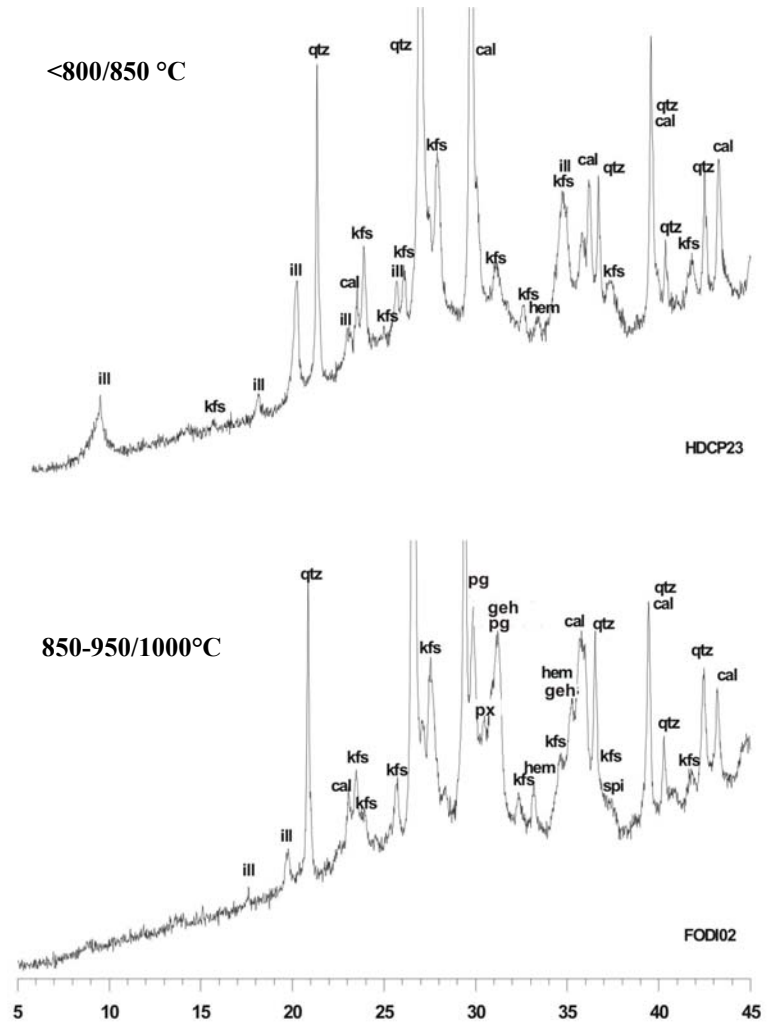 <800/850 °C
qtz
qtz
cal
qtz
cal
kfs
ill
kfs
cal
qtz
qtz
cal
kfs
ill
kfs
cal
kfs
ill
kfs
kfs
qtz
kfs
ill
kfs
hem
kfs
ill
kfs
ill
HDCP23
850-950/1000°C
qtz
kfs
pg
geh
pg
cal
qtz
qtz
cal
qtz
cal
hem
geh
px
kfs
cal
kfs
kfs
kfs
hem
kfs
kfs
spi
qtz
kfs
ill
ill
FODI02
5 10 15 20 25 30 35 40 45